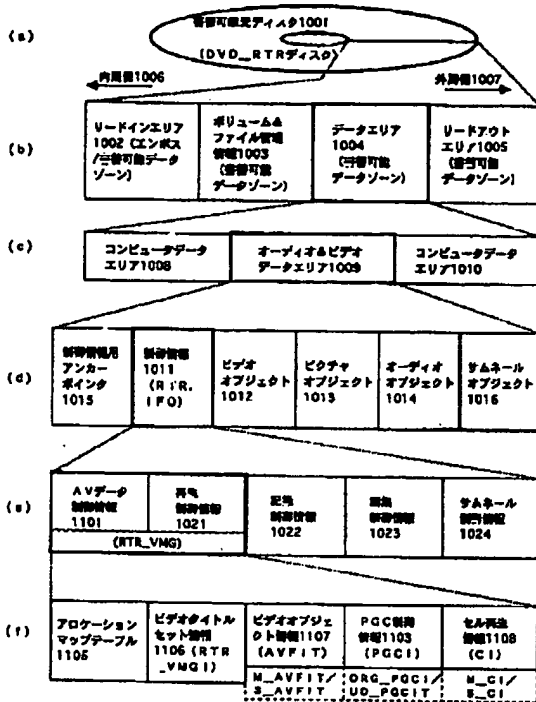 (a)
書替可能光ディスク1001
(DVD_RTRディスク)
内周側1006
外周側1007
(b)
リードインエリア
1002 (エンボス
/書替可能データ
ゾーン)
ボリューム&
ファイル管理
情報1003
(書替可能
データゾーン)
データエリア
1004
(書替可能
データゾーン)
リードアウト
エリア1005
(書替可能
データゾーン)
(c)
コンピュータデータ
エリア1008
オーディオ&ビデオ
データエリア1009
コンピュータデータ
エリア1010
(d)
制御情報用
アンカー
ポインタ
1015
制御情報
1011
(RTR.
IFO)
ビデオ
オブジェクト
1012
ピクチャ
オブジェクト
1013
オーディオ
オブジェクト
1014
サムネール
オブジェクト
1016
(e)
AVデータ
制御情報
1101
再生
制御情報
1021
(RTR_VMG)
記録
制御情報
1022
編集
制御情報
1023
サムネール
制御情報
1024
(f)
アロケーション
マップテーブル
1105
ビデオタイトル
セット情報
1106 (RTR
_VMGI)
ビデオオブジェ
クト情報1107
(AVFIT)
PGC制御
情報1103
(PGCI)
セル再生
情報1108
(CI)
M_AVFIT/
S_AVFIT
ORG_PGCI/
UD_PGCIT
M_CI/
S_CI